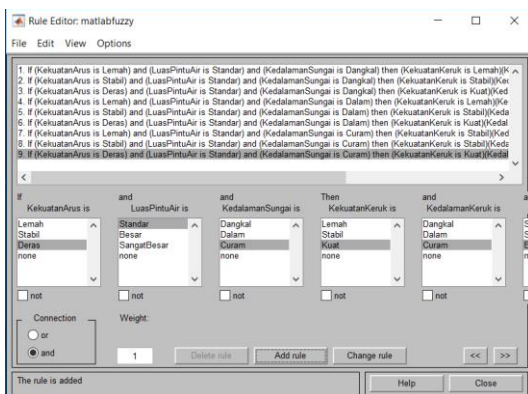 Rule Editor: matlabfuzzy
File Edit View Options
1. If (KekuatanArus is Lemah) and (LuasPintuAir is Standar) and (KedalamanSungai is Dangkal) then (KekuatanKeruk is Lemah)(K
2. If (KekuatanArus is Stabil) and (LuasPintuAir is Standar) and (KedalamanSungai is Dangkal) then (KekuatanKeruk is Stabil)(Ked
3. If (KekuatanArus is Deras) and (LuasPintuAir is Standar) and (KedalamanSungai is Dangkal) then (KekuatanKeruk is Kuat)(Ked
4. If (KekuatanArus is Lemah) and (LuasPintuAir is Standar) and (KedalamanSungai is Dalam) then (KekuatanKeruk is Lemah)(Ke
5. If (KekuatanArus is Stabil) and (LuasPintuAir is Standar) and (KedalamanSungai is Dalam) then (KekuatanKeruk is Stabil)(Keda
6. If (KekuatanArus is Deras) and (LuasPintuAir is Standar) and (KedalamanSungai is Dalam) then (KekuatanKeruk is Kuat)(Kedal
7. If (KekuatanArus is Lemah) and (LuasPintuAir is Standar) and (KedalamanSungai is Curam) then (KekuatanKeruk is Stabil)(Ked
8. If (KekuatanArus is Stabil) and (LuasPintuAir is Standar) and (KedalamanSungai is Curam) then (KekuatanKeruk is Stabil)(Keda
9. If (KekuatanArus is Deras) and (LuasPintuAir is Standar) and (KedalamanSungai is Curam) then (KekuatanKeruk is Kuat)(Kedal
If and and Then and a
KekuatanArus is LuasPintuAir is KedalamanSungai is KekuatanKeruk is KedalamanKeruk is
Lemah Standar Dangkal Lemah Dangkal
Stabil Besar Dalam Stabil Dalam
Deras SangatBesar Curam Kuat Curam
none none none none none
not not not not not
Connection Weight:
or
and 1 Delete rule Add rule Change rule << >>
The rule is added Help Close